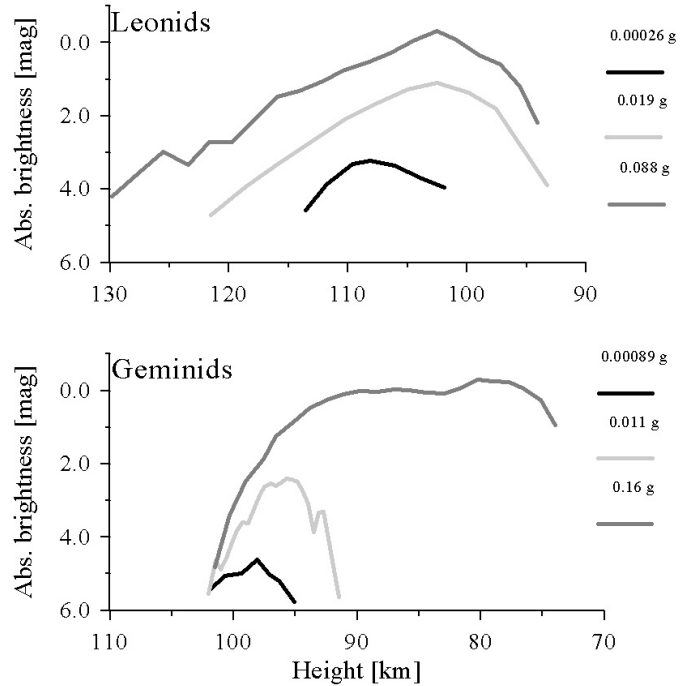 Leonids
Abs. brightness [mag]
0.0
2.0
4.0
6.0
130 120 110 100 90
0.00026 g
0.019 g
0.088 g
Geminids
Abs. brightness [mag]
0.0
2.0
4.0
6.0
110 100 90 80 70
Height [km]
0.00089 g
0.011 g
0.16 g